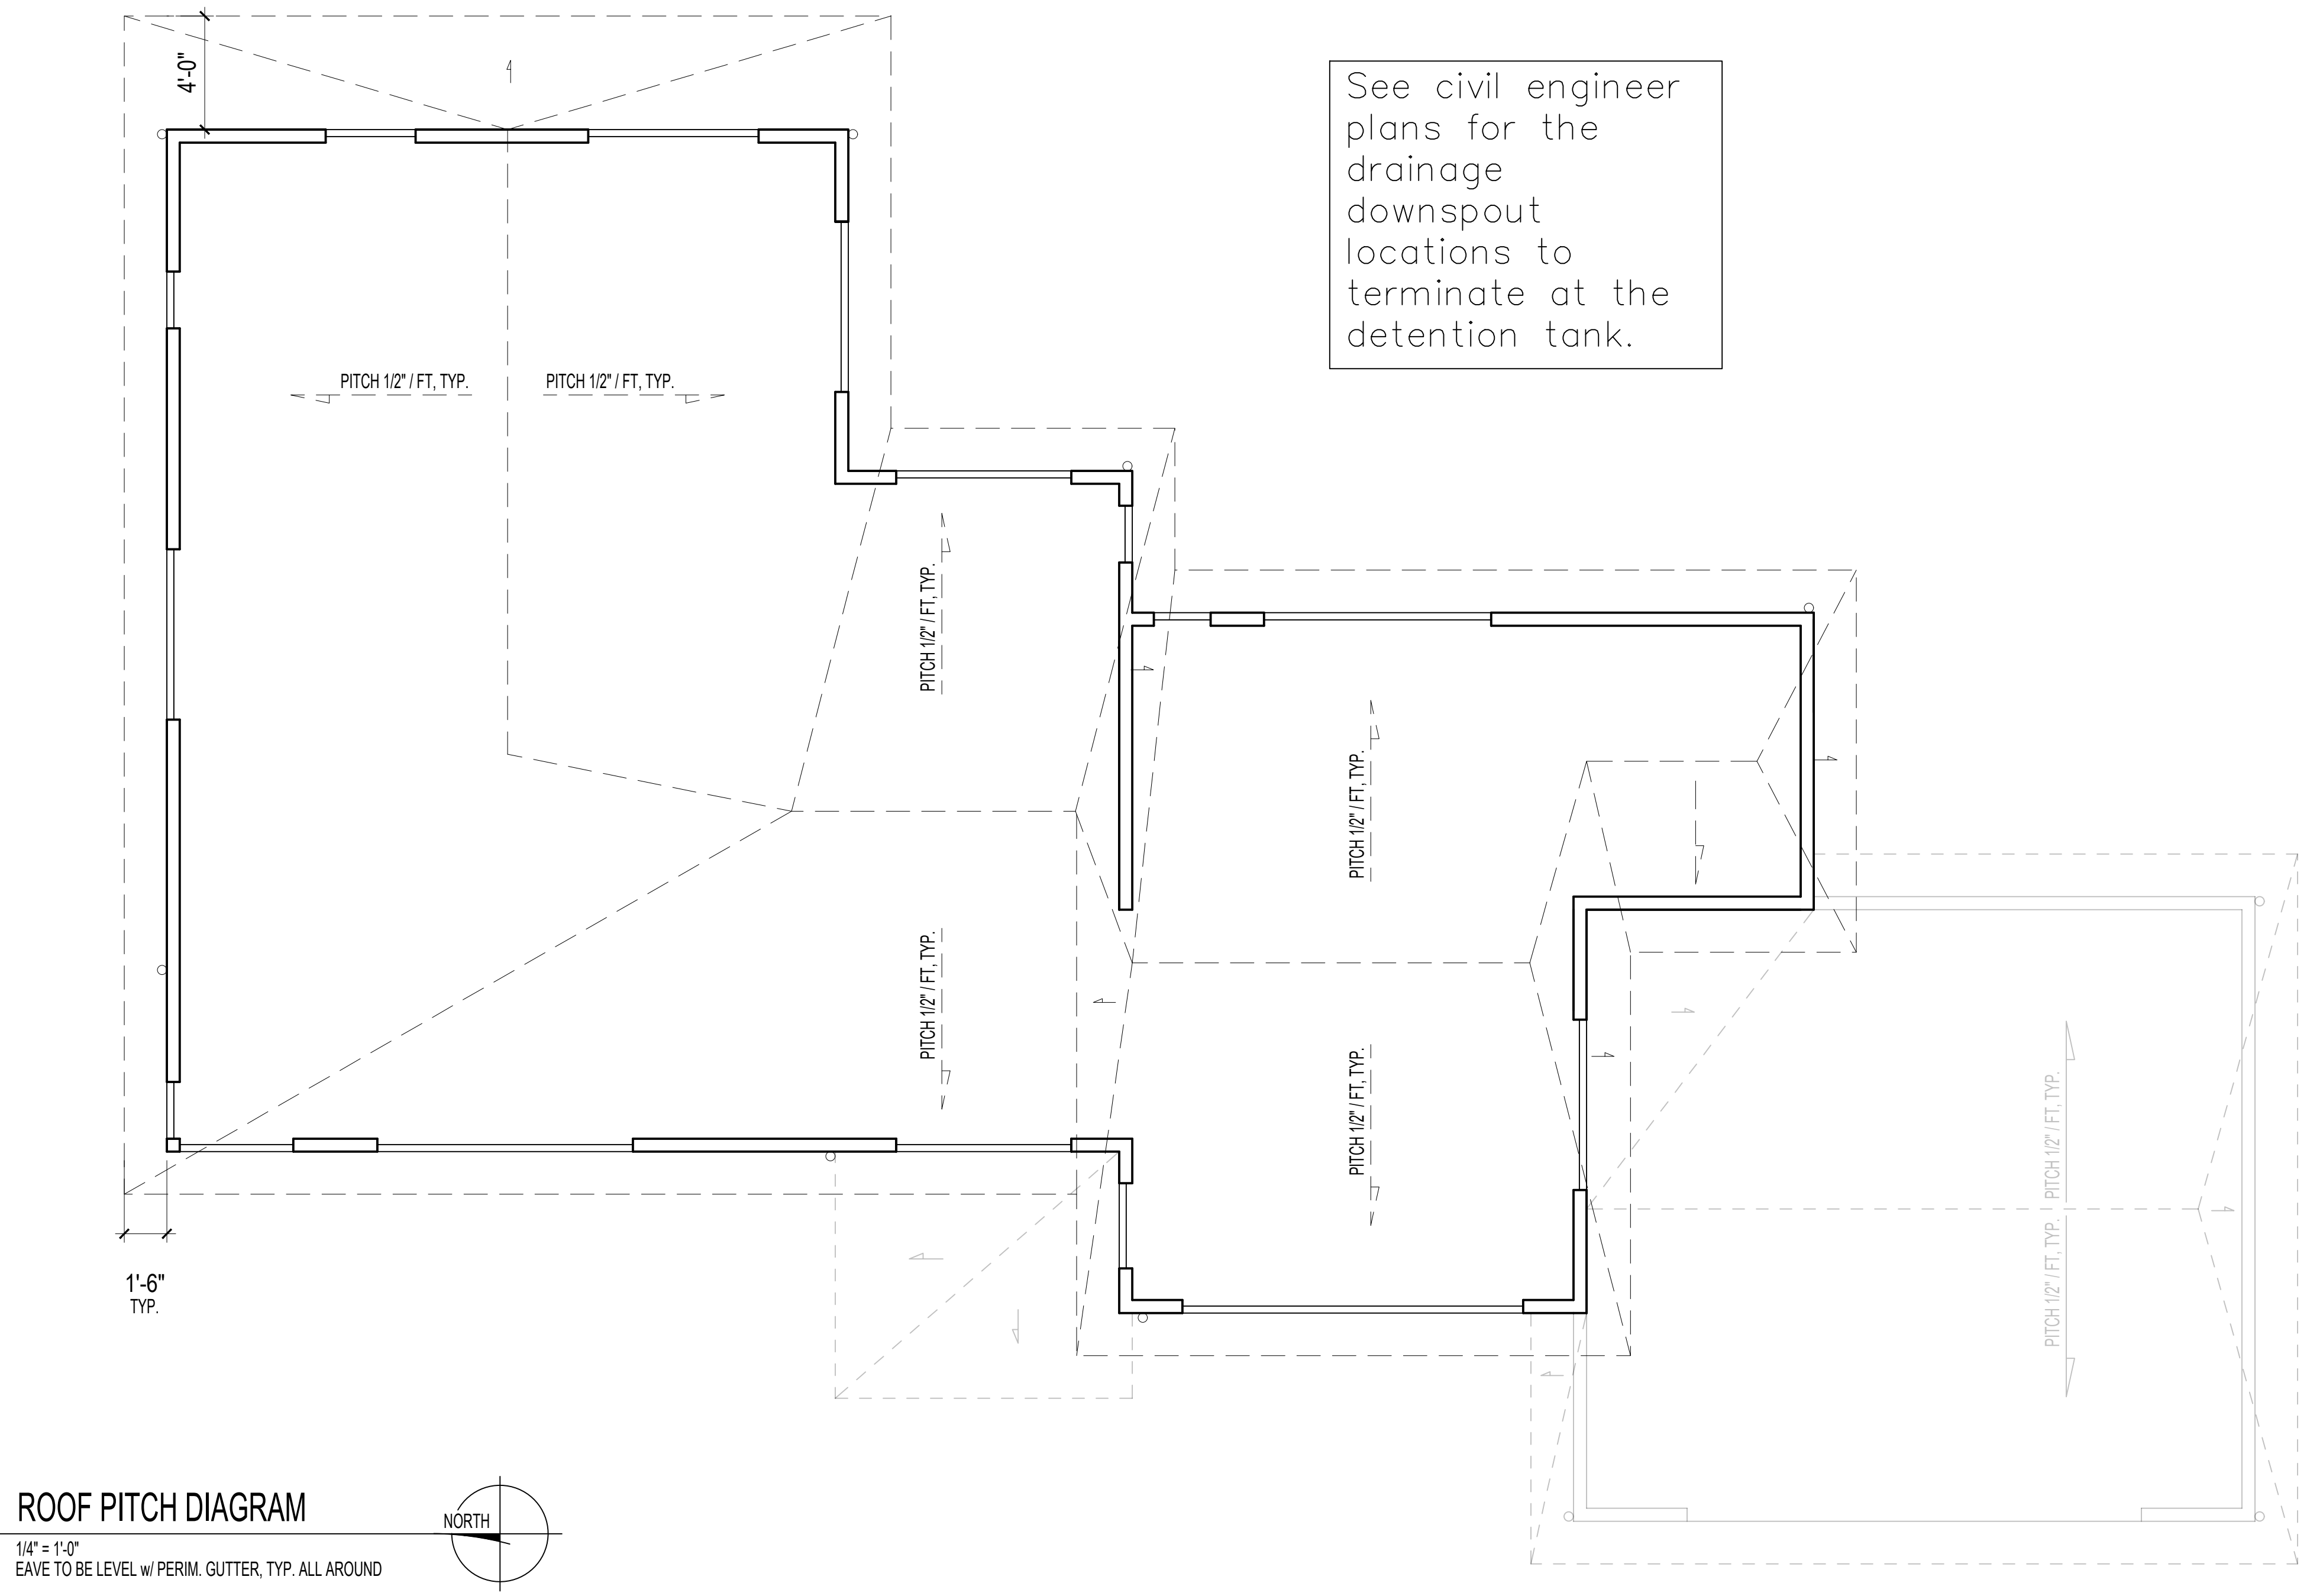 4'-0"
See civil engineer
plans for the
drainage
downspout
locations to
terminate at the
detention tank.
PITCH 1/2" / FT, TYP.
PITCH 1/2" / FT, TYP.
PITCH 1/2" / FT, TYP.
PITCH 1/2" / FT, TYP.
PITCH 1/2" / FT, TYP.
PITCH 1/2" / FT, TYP.
PITCH 1/2" / FT, TYP.
PITCH 1/2" / FT, TYP.
1'-6"
TYP.
ROOF PITCH DIAGRAM
NORTH
1/4" = 1'-0"
EAVE TO BE LEVEL w/ PERIM. GUTTER, TYP. ALL AROUND